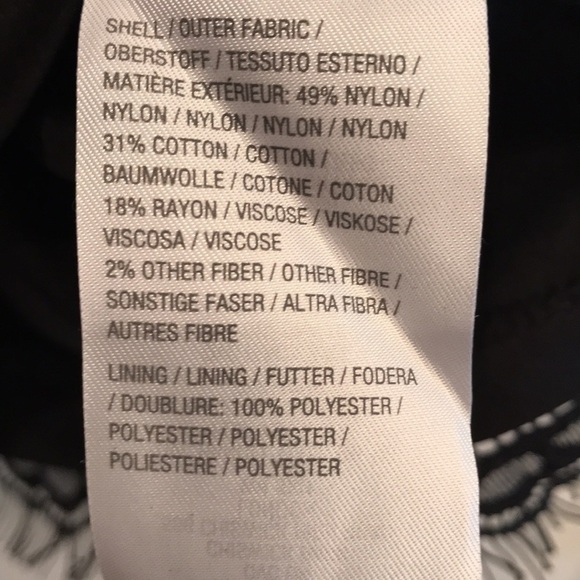 SHELL / OUTER FABRIC /
OBERSTOFF / TESSUTO ESTERNO /
MATIÈRE EXTÉRIEUR: 49% NYLON /
NYLON / NYLON / NYLON / NYLON
31% COTTON / COTTON /
BAUMWOLLE / COTONE / COTON
18% RAYON / VISCOSE / VISKOSE /
VISCOSA / VISCOSE
2% OTHER FIBER / OTHER FIBRE /
SONSTIGE FASER / ALTRA FIBRA /
AUTRES FIBRE
LINING / LINING / FUTTER / FODERA
/ DOUBLURE: 100% POLYESTER /
POLYESTER / POLYESTER /
POLIESTERE / POLYESTER